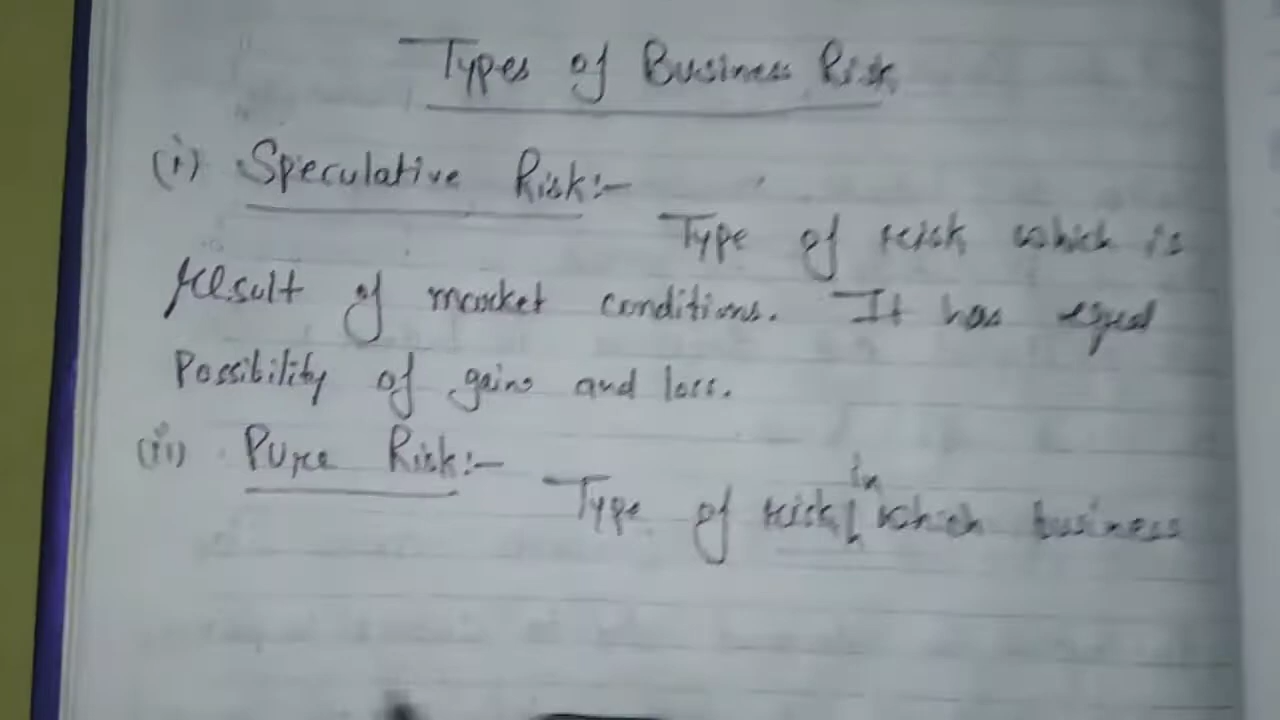 Types of Business Risk
(i) Speculative Risk:-
Type of risk which is
result of market conditions. It has equal
Possibility of gains and loss.
(ii) Pure Risk:-
in
Type of risk which business